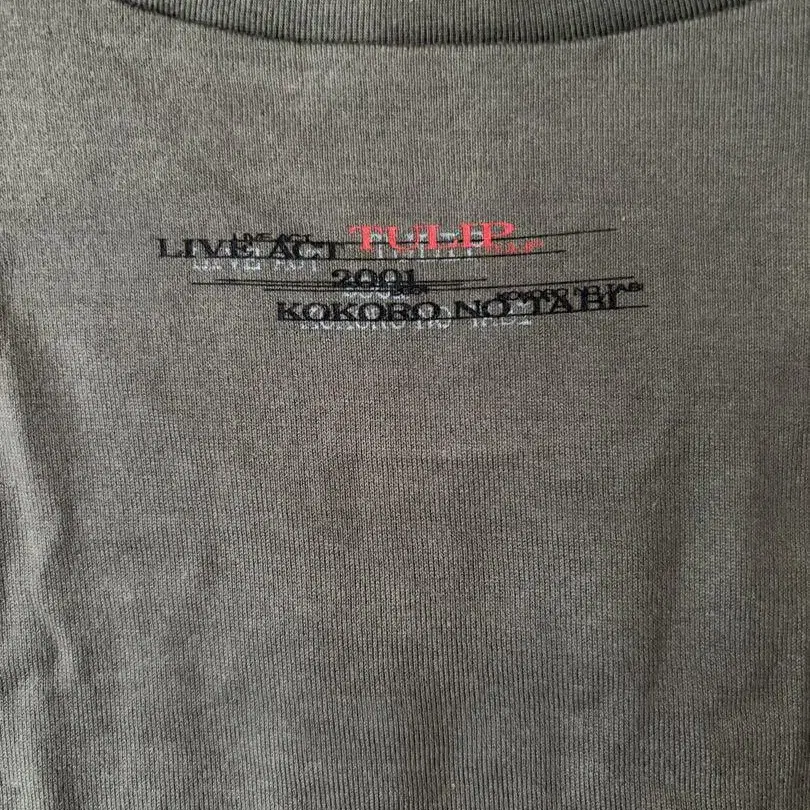 LIVE ACT TULIP
2001
KOKORO NO TABI